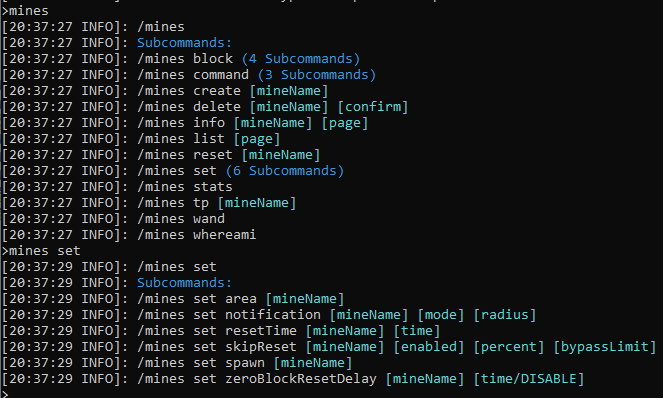 >mines
[20:37:27 INFO]: /mines
[20:37:27 INFO]: Subcommands:
[20:37:27 INFO]: /mines block (4 Subcommands)
[20:37:27 INFO]: /mines command (3 Subcommands)
[20:37:27 INFO]: /mines create [mineName]
[20:37:27 INFO]: /mines delete [mineName] [confirm]
[20:37:27 INFO]: /mines info [mineName] [page]
[20:37:27 INFO]: /mines list [page]
[20:37:27 INFO]: /mines reset [mineName]
[20:37:27 INFO]: /mines set (6 Subcommands)
[20:37:27 INFO]: /mines stats
[20:37:27 INFO]: /mines tp [mineName]
[20:37:27 INFO]: /mines wand
[20:37:27 INFO]: /mines whereami
>mines set
[20:37:29 INFO]: /mines set
[20:37:29 INFO]: Subcommands:
[20:37:29 INFO]: /mines set area [mineName]
[20:37:29 INFO]: /mines set notification [mineName] [mode] [radius]
[20:37:29 INFO]: /mines set resetTime [mineName] [time]
[20:37:29 INFO]: /mines set skipReset [mineName] [enabled] [percent] [bypassLimit]
[20:37:29 INFO]: /mines set spawn [mineName]
[20:37:29 INFO]: /mines set zeroBlockResetDelay [mineName] [time/DISABLE]
>